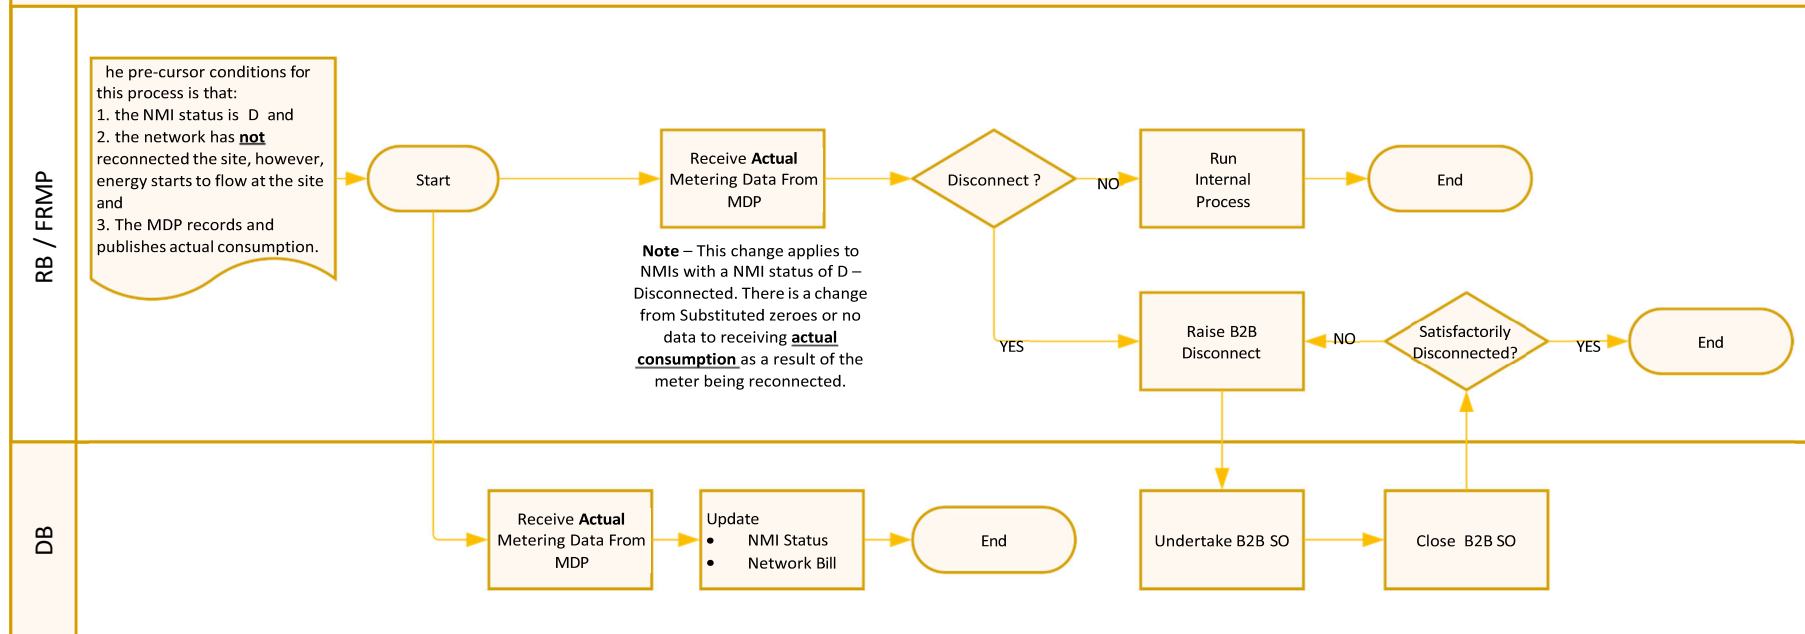 RB / FRMP
he pre-cursor conditions for
this process is that:
1. the NMI status is D and
2. the network has not
reconnected the site, however,
energy starts to flow at the site
and
3. The MDP records and
publishes actual consumption.
Start
Receive Actual
Metering Data From
MDP
Note – This change applies to
NMIs with a NMI status of D –
Disconnected. There is a change
from Substituted zeroes or no
data to receiving actual
consumption as a result of the
meter being reconnected.
Disconnect ?
NO
Run
Internal
Process
End
YES
Raise B2B
Disconnect
NO
Satisfactorily
Disconnected?
YES
End
DB
Receive Actual
Metering Data From
MDP
Update
• NMI Status
• Network Bill
End
Undertake B2B SO
Close B2B SO